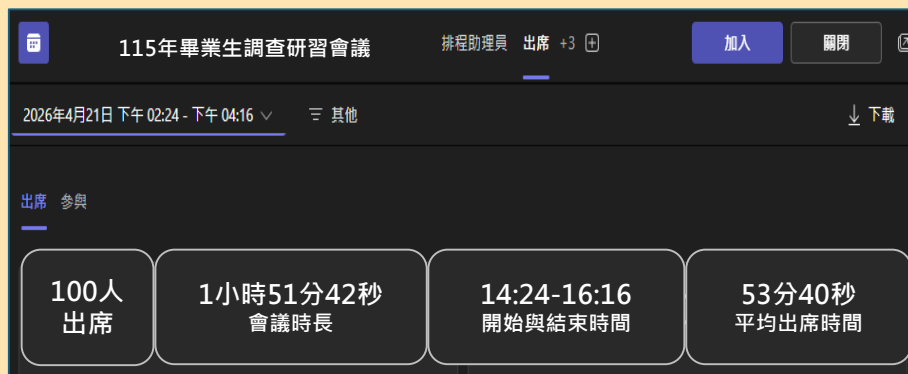 115年畢業生調查研習會議
排程助理員 出席 +3
加入
關閉
2026年4月21日 下午 02:24 - 下午 04:16
其他
下載
出席 參與
100人
出席
1小時51分42秒
會議時長
14:24-16:16
開始與結束時間
53分40秒
平均出席時間